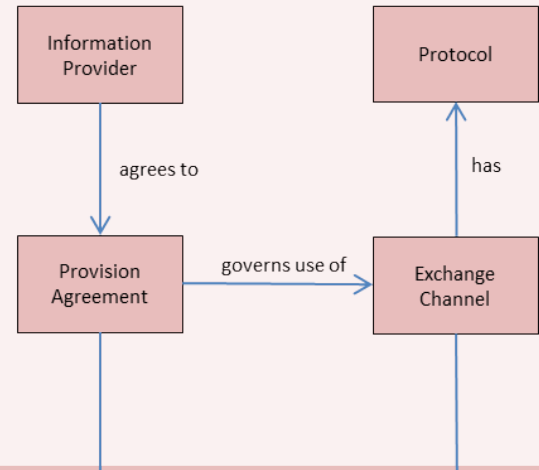 Information
Provider
Protocol
agrees to
has
Provision
Agreement
governs use of
Exchange
Channel